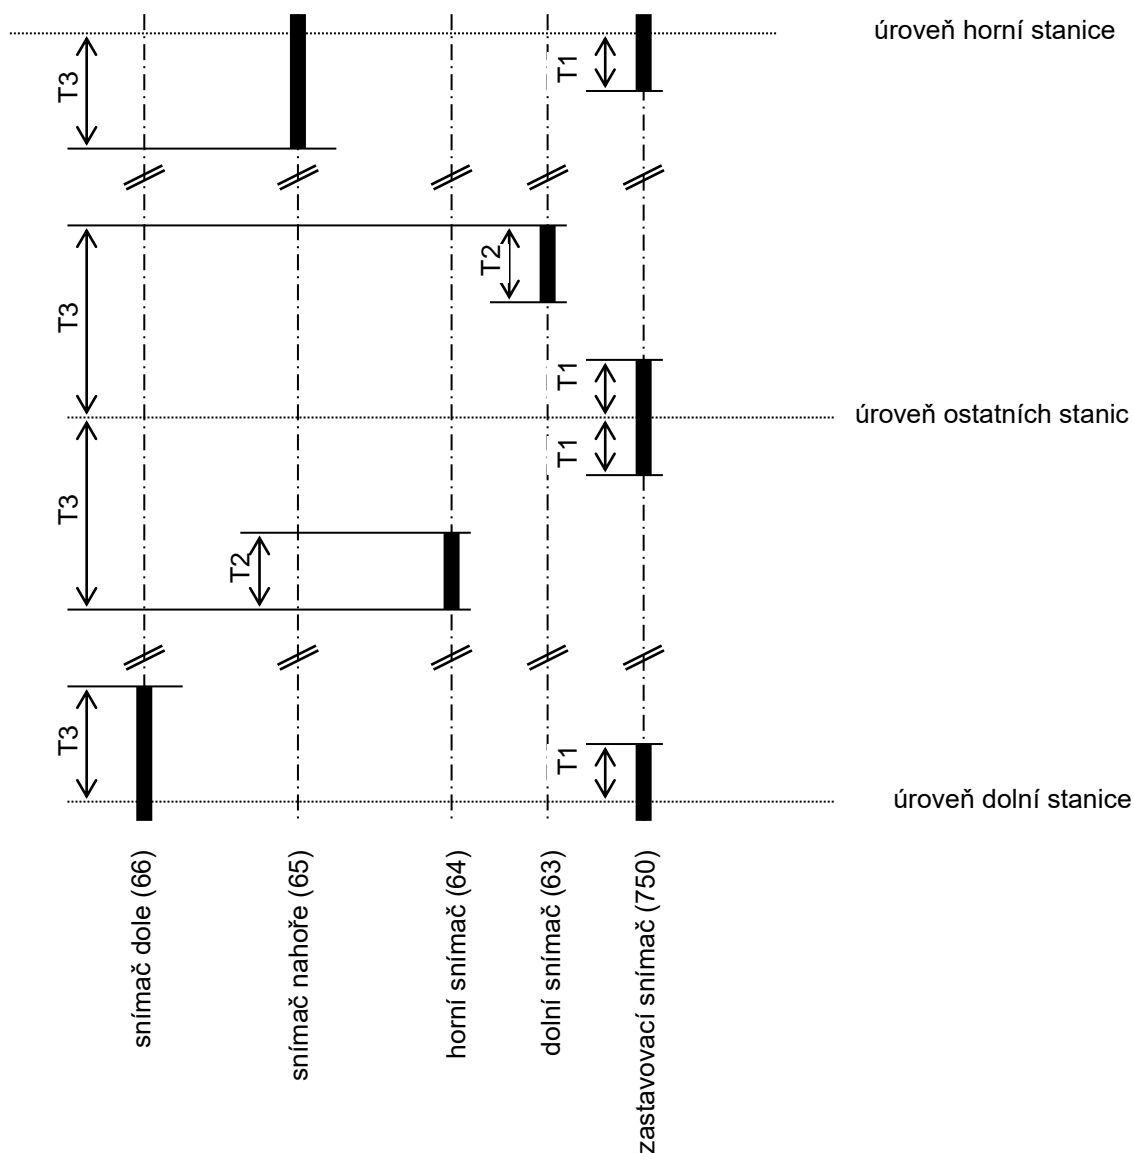 úroveň horní stanice
T3
T1
T2
T3
T1
úroveň ostatních stanic
T1
T3
T2
T3
T1
úroveň dolní stanice
snímač dole (66)
snímač nahoře (65)
horní snímač (64)
dolní snímač (63)
zastavovací snímač (750)